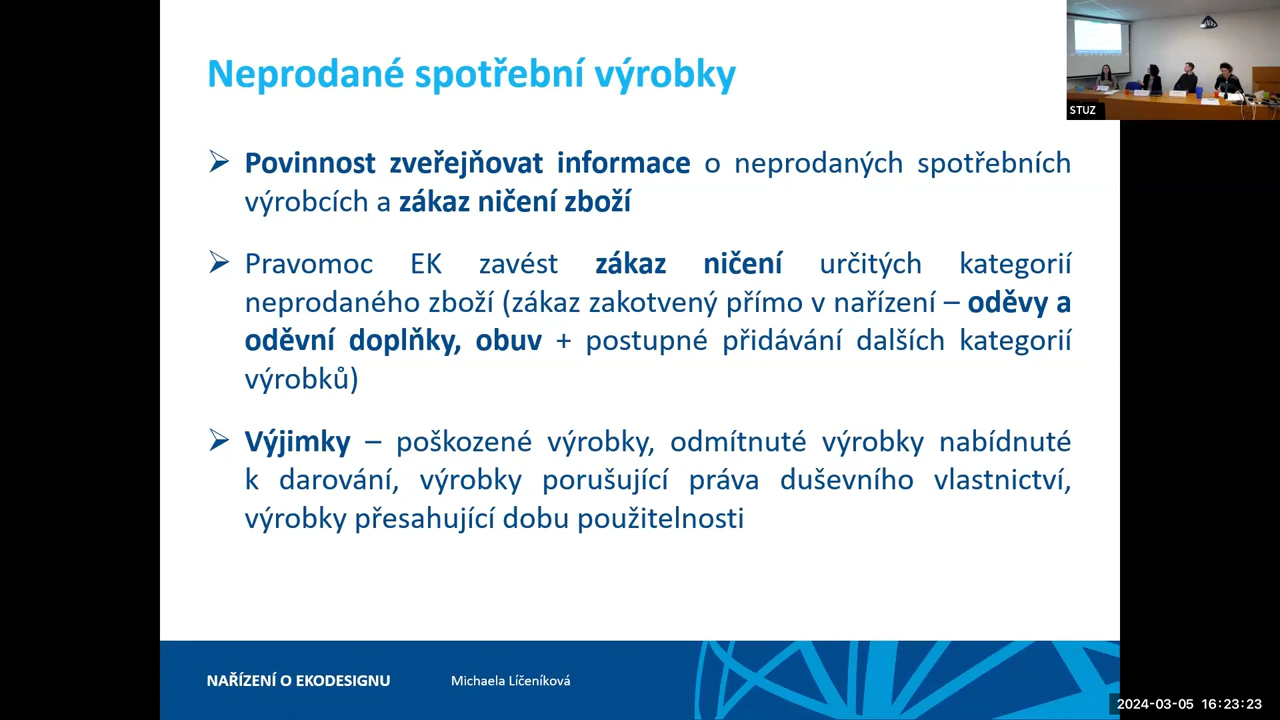 Neprodané spotřební výrobky
STUZ
➢ Povinnost zveřejňovat informace o neprodaných spotřebních
výrobcích a zákaz ničení zboží
➢ Pravomoc EK zavést zákaz ničení určitých kategorií
neprodaného zboží (zákaz zakotvený přímo v nařízení – oděvy a
oděvní doplňky, obuv + postupné přidávání dalších kategorií
výrobků)
➢ Výjimky – poškozené výrobky, odmítnuté výrobky nabídnuté
k darování, výrobky porušující práva duševního vlastnictví,
výrobky přesahující dobu použitelnosti
NAŘÍZENÍ O EKODESIGNU Michaela Líčeníková
2024-03-05 16:23:23